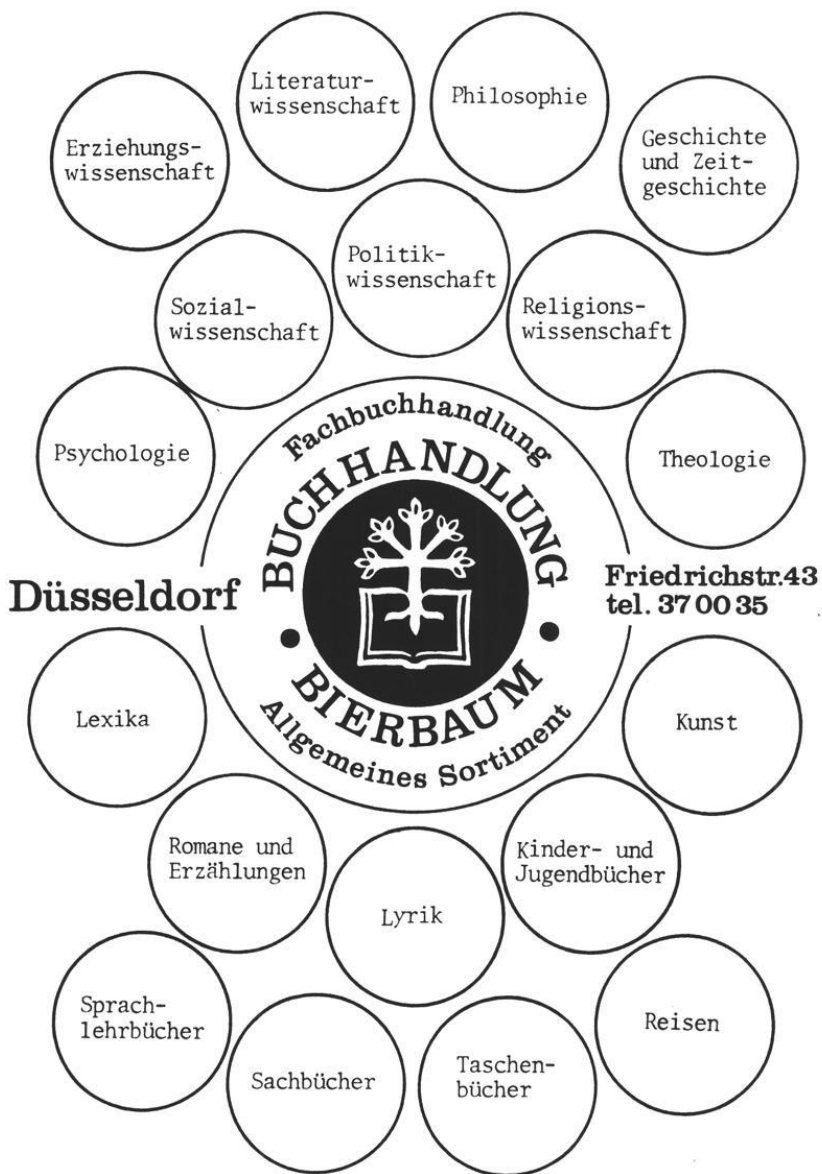 Literatur-
wissenschaft
Philosophie
Erziehungs-
wissenschaft
Geschichte
und Zeit-
geschichte
Politik-
wissenschaft
Sozial-
wissenschaft
Religions-
wissenschaft
Psychologie
Theologie
Fachbuchhandlung
BUCHHANDLUNG
• BIERBAUM •
Allgemeines Sortiment
Düsseldorf
Friedrichstr.43
tel. 37 00 35
Lexika
Kunst
Romane und
Erzählungen
Kinder- und
Jugendbücher
Lyrik
Sprach-
lehrbücher
Reisen
Sachbücher
Taschen-
bücher